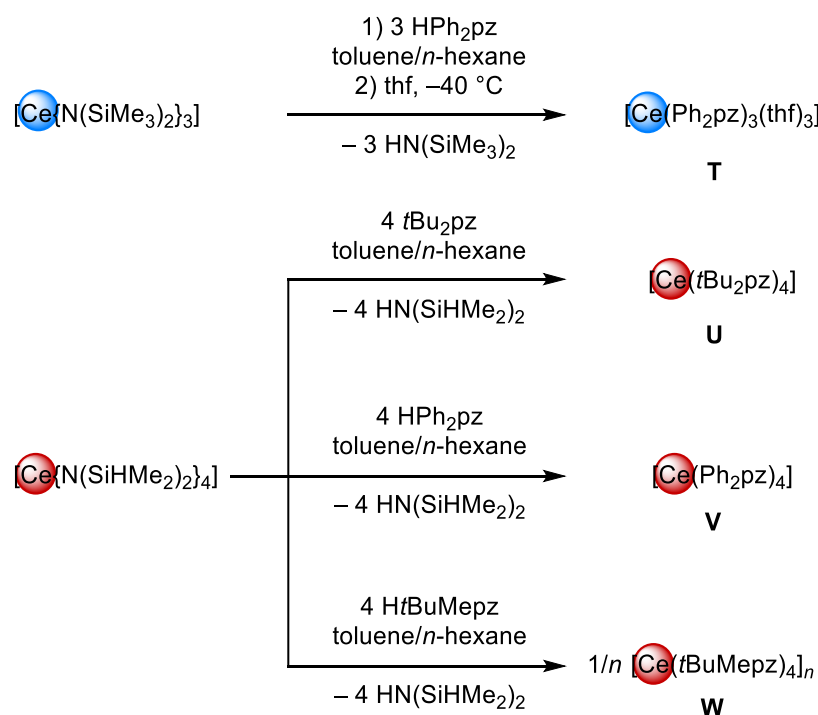 1) 3 HPh₂pz
toluene/n-hexane
2) thf, –40 °C
[Ce{N(SiMe₃)₂}₃]
[Ce(Ph₂pz)₃(thf)₃]
– 3 HN(SiMe₃)₂
T
4 tBu₂pz
toluene/n-hexane
[Ce(tBu₂pz)₄]
– 4 HN(SiHMe₂)₂
U
4 HPh₂pz
toluene/n-hexane
[Ce{N(SiHMe₂)₂}₄]
[Ce(Ph₂pz)₄]
– 4 HN(SiHMe₂)₂
V
4 HtBuMepz
toluene/n-hexane
1/n [Ce(tBuMepz)₄]ₙ
– 4 HN(SiHMe₂)₂
W